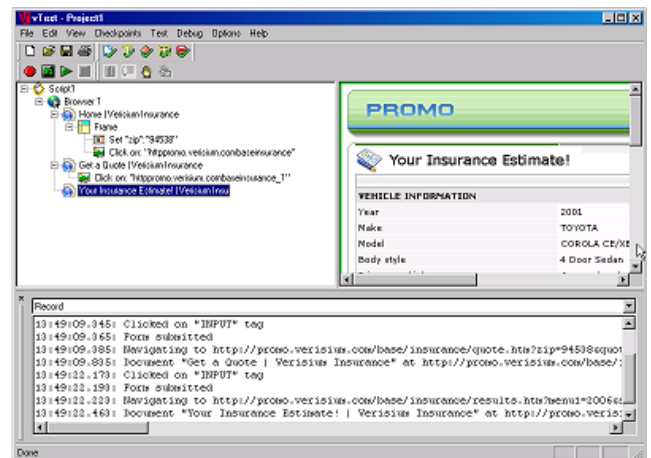 vTest - Project1
File Edit View Checkpoints Test Debug Options Help
Script1
Browser 1
Home | Verisium Insurance
Frame
Set "zip": "94538"
Click on: "httppromo.verisium.combaseinsurance"
Get a Quote | Verisium Insurance
Click on: "httppromo.verisium.combaseinsurance_1"
Your Insurance Estimate! | Verisium Insu
PROMO
Your Insurance Estimate!
VEHICLE INFORMATION
Year 2001
Make TOYOTA
Model COROLA CE/XE
Body style 4 Door Sedan
Record
13:49:09.345: Clicked on "INPUT" tag
13:49:09.365: Form submitted
13:49:09.385: Navigating to http://promo.verisium.com/base/insurance/quote.htm?zip=94538&quot
13:49:09.835: Document "Get a Quote | Verisium Insurance" at http://promo.verisium.com/base/:
13:49:22.173: Clicked on "INPUT" tag
13:49:22.193: Form submitted
13:49:22.223: Navigating to http://promo.verisium.com/base/insurance/results.htm?menu1=2006&
13:49:22.463: Document "Your Insurance Estimate! | Verisium Insurance" at http://promo.veris:
Done